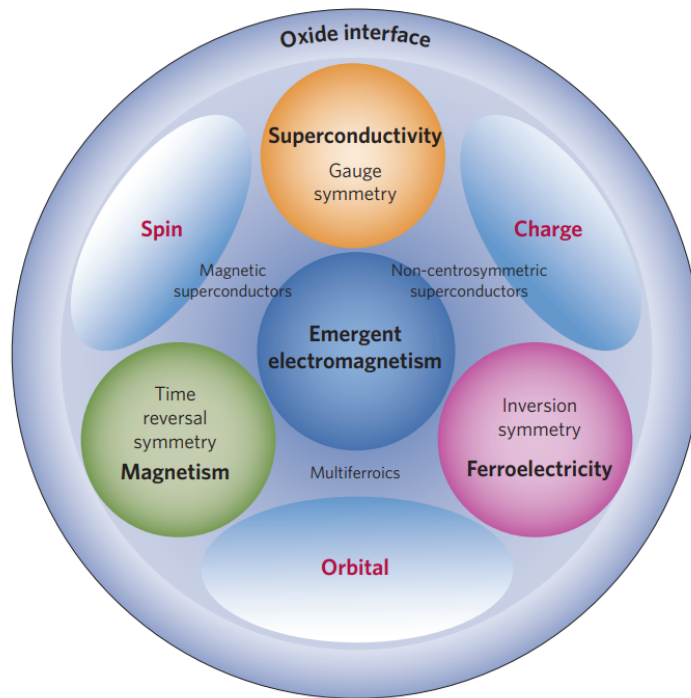 Oxide interface
Superconductivity
Gauge
symmetry
Spin
Charge
Magnetic
superconductors
Non-centrosymmetric
superconductors
Emergent
electromagnetism
Time
reversal
symmetry
Magnetism
Inversion
symmetry
Ferroelectricity
Multiferroics
Orbital